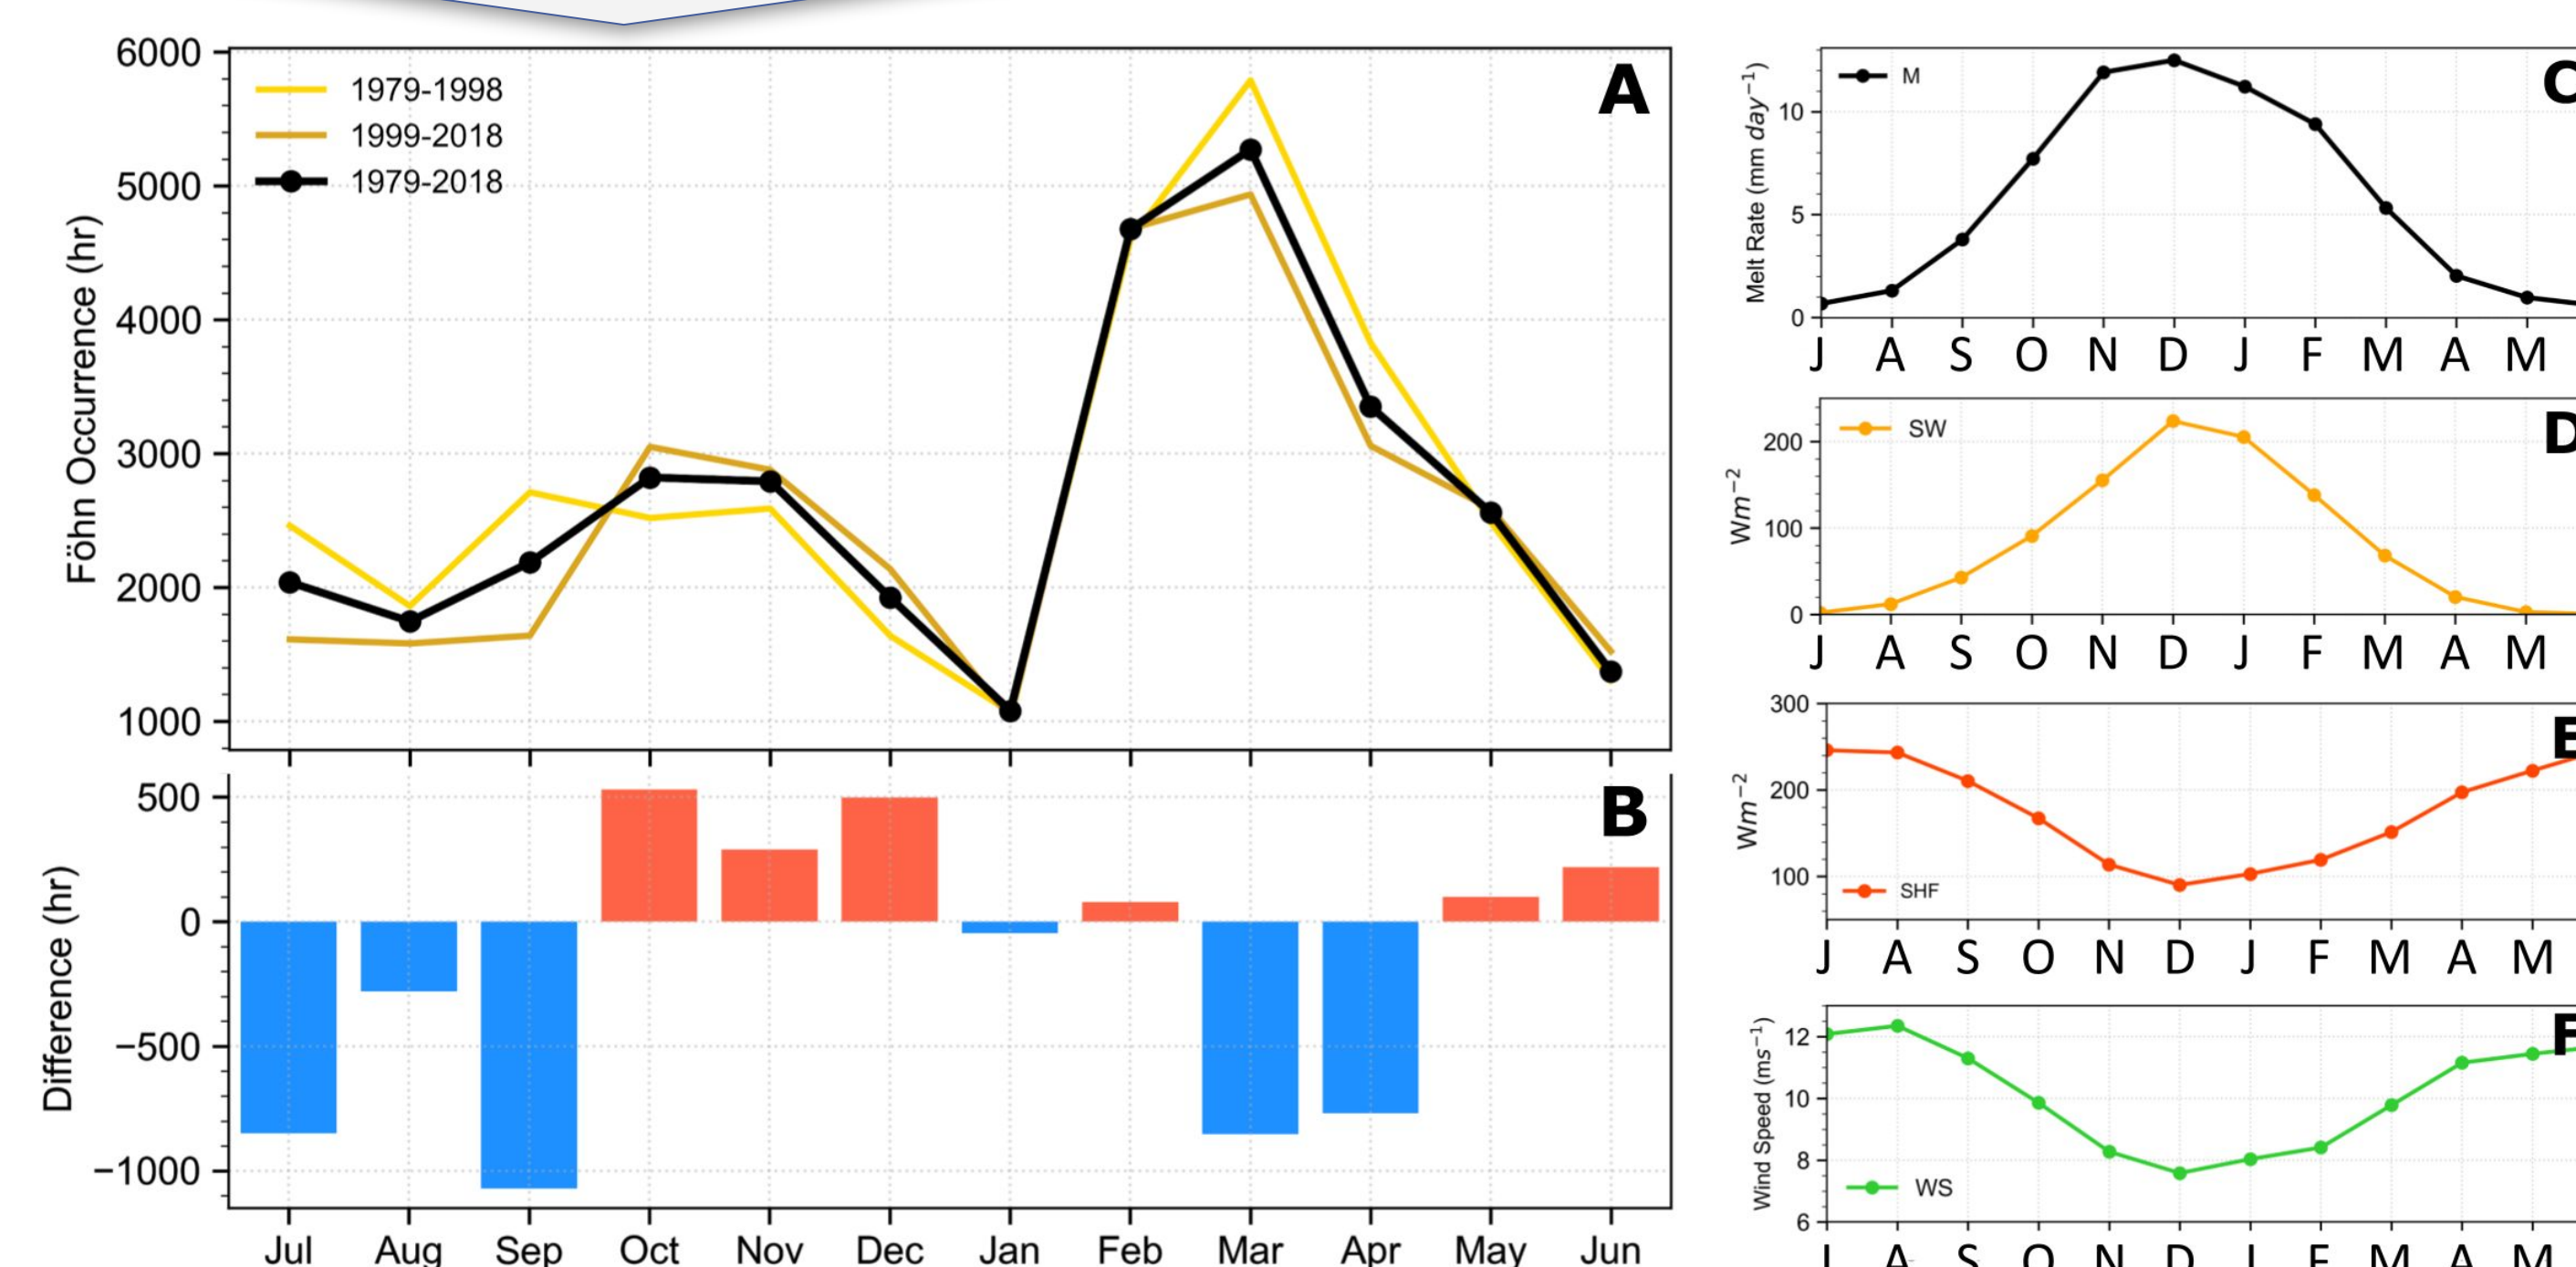 6000
5000
4000
3000
2000
1000
Föhn Occurrence (hr)
1979-1998
1999-2018
1979-2018
A
500
0
−500
−1000
Difference (hr)
B
Jul Aug Sep Oct Nov Dec Jan Feb Mar Apr May Jun
Melt Rate (mm day⁻¹)
10
5
0
M
C
J A S O N D J F M A M
Wm⁻²
200
100
0
SW
D
J A S O N D J F M A M
Wm⁻²
300
200
100
SHF
E
J A S O N D J F M A M
Wind Speed (ms⁻¹)
12
10
8
6
WS
F
J A S O N D J F M A M